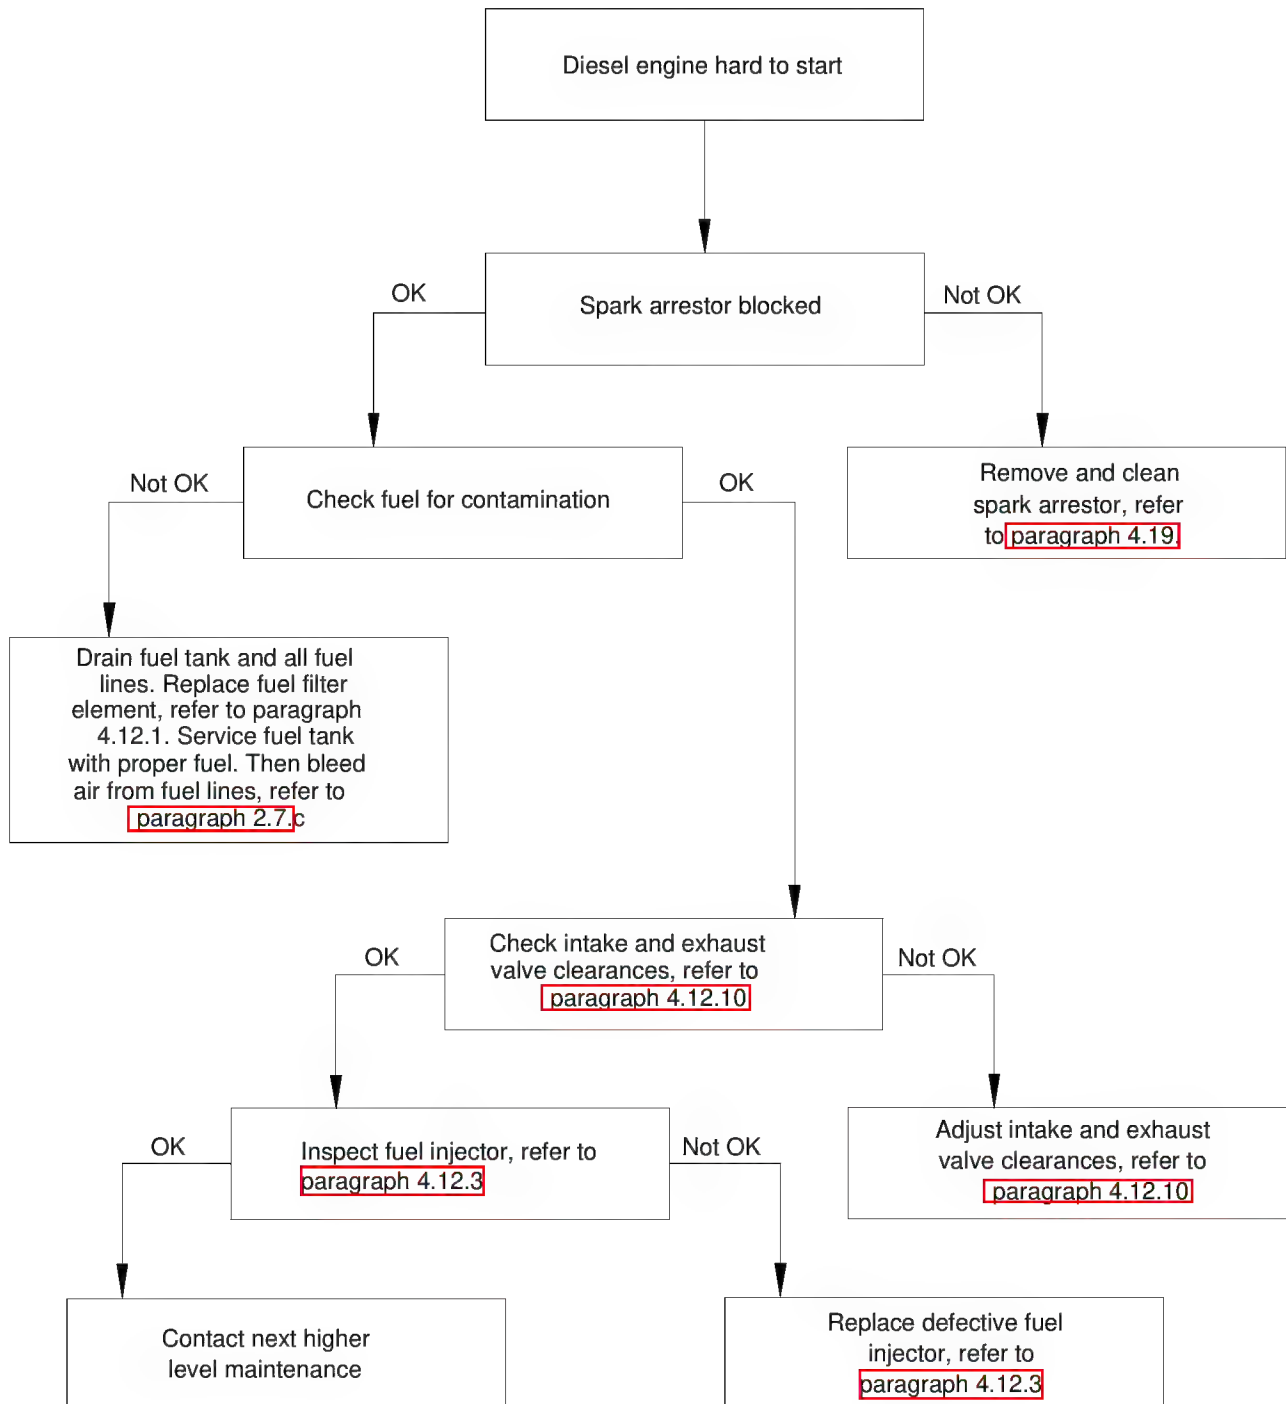 Diesel engine hard to start
OK
Spark arrestor blocked
Not OK
Not OK
Check fuel for contamination
OK
Remove and clean
spark arrestor, refer
to paragraph 4.19.
Drain fuel tank and all fuel
lines. Replace fuel filter
element, refer to paragraph
4.12.1. Service fuel tank
with proper fuel. Then bleed
air from fuel lines, refer to
paragraph 2.7.c
OK
Check intake and exhaust
valve clearances, refer to
paragraph 4.12.10
Not OK
OK
Inspect fuel injector, refer to
paragraph 4.12.3
Not OK
Adjust intake and exhaust
valve clearances, refer to
paragraph 4.12.10
Contact next higher
level maintenance
Replace defective fuel
injector, refer to
paragraph 4.12.3